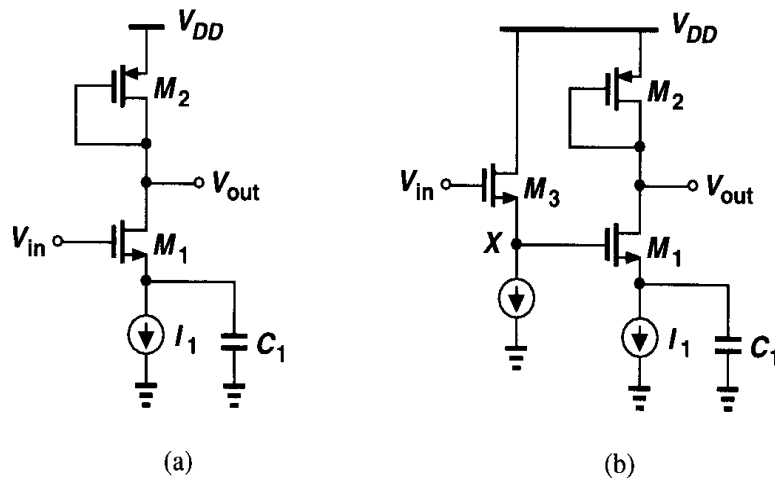 V_DD
M_2
V_out
V_in
M_1
I_1
C_1
(a)
V_DD
M_2
V_in
M_3
V_out
X
M_1
I_1
C_1
(b)